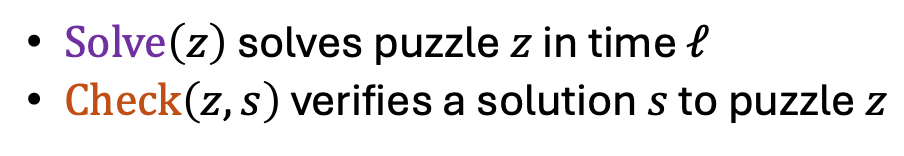 • Solve(z) solves puzzle z in time ℓ
• Check(z, s) verifies a solution s to puzzle z